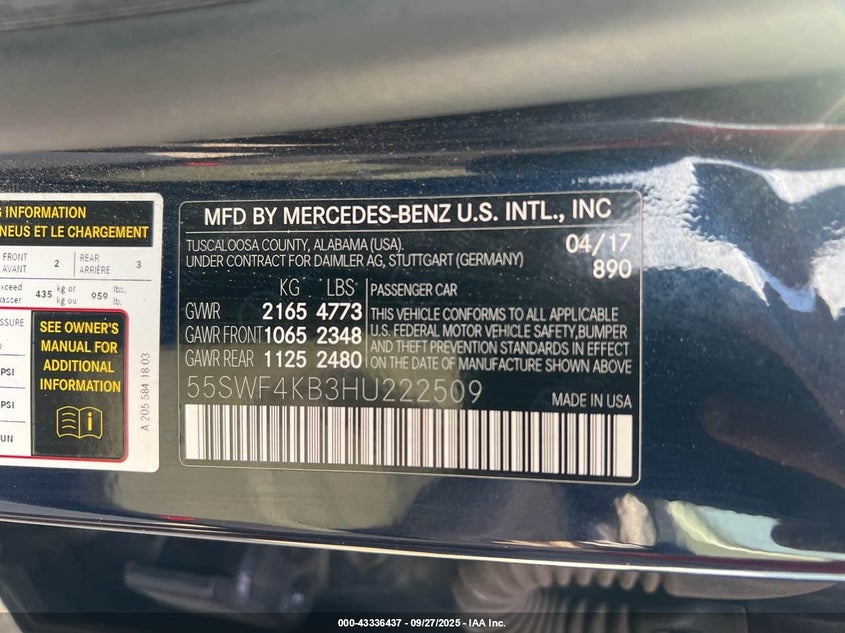 G INFORMATION
NEUS ET LE CHARGEMENT
FRONT
AVANT
2
REAR
ARRIÈRE
3
exceed
435
kg or
kg ou
959
lbs.
lb.
SEE OWNER'S
MANUAL FOR
ADDITIONAL
INFORMATION
PSI
PSI
UN
A 205 584 18 03
MFD BY MERCEDES-BENZ U.S. INTL., INC
TUSCALOOSA COUNTY, ALABAMA (USA).
04/17
UNDER CONTRACT FOR DAIMLER AG, STUTTGART (GERMANY)
890
KG LBS
PASSENGER CAR
GVWR 2165 4773
GAWR FRONT 1065 2348
GAWR REAR 1125 2480
THIS VEHICLE CONFORMS TO ALL APPLICABLE
U.S. FEDERAL MOTOR VEHICLE SAFETY, BUMPER
AND THEFT PREVENTION STANDARDS IN EFFECT
ON THE DATE OF MANUFACTURE SHOWN ABOVE
55SWF4KB3HU222509
MADE IN USA
000-43336437 - 09/27/2025 - IAA Inc.